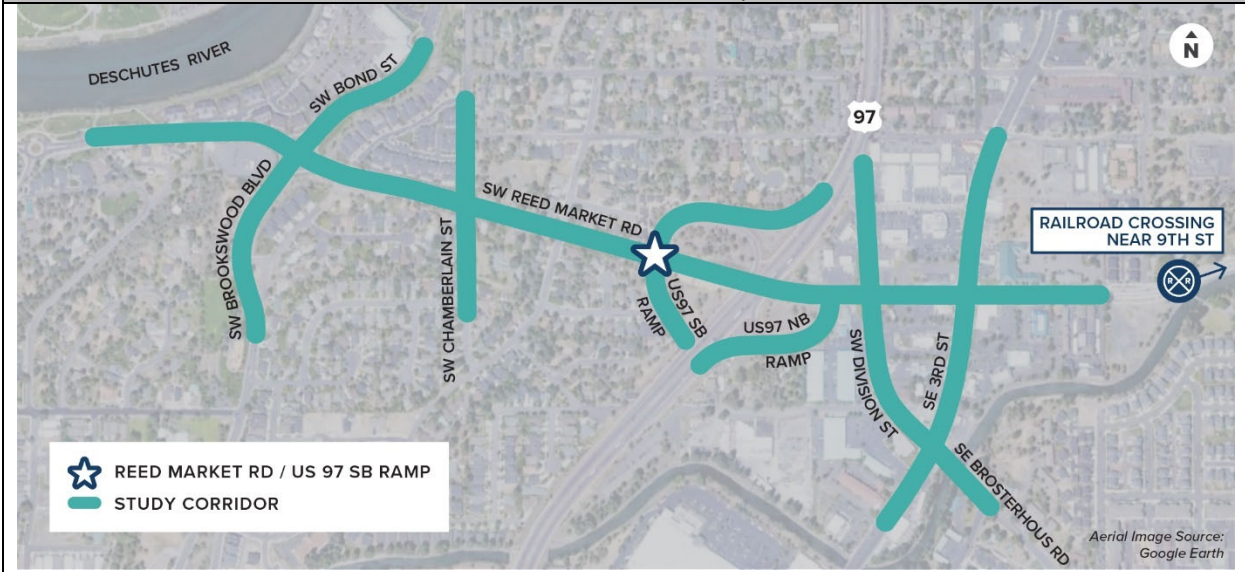 DESCHUTES RIVER
SW BOND ST
N
97
SW BROOKSWOOD BLVD
SW CHAMBERLAIN ST
SW REED MARKET RD
RAILROAD CROSSING
NEAR 9TH ST
R R
US97 SB
RAMP
US97 NB
RAMP
SW DIVISION ST
SE 3RD ST
SE BROSTERHOUS RD
REED MARKET RD / US 97 SB RAMP
STUDY CORRIDOR
Aerial Image Source:
Google Earth